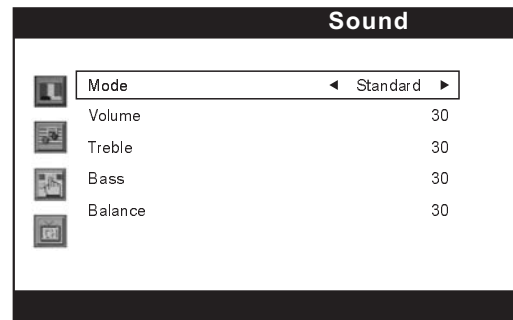 Sound
Mode ◄ Standard ►
Volume 30
Treble 30
Bass 30
Balance 30